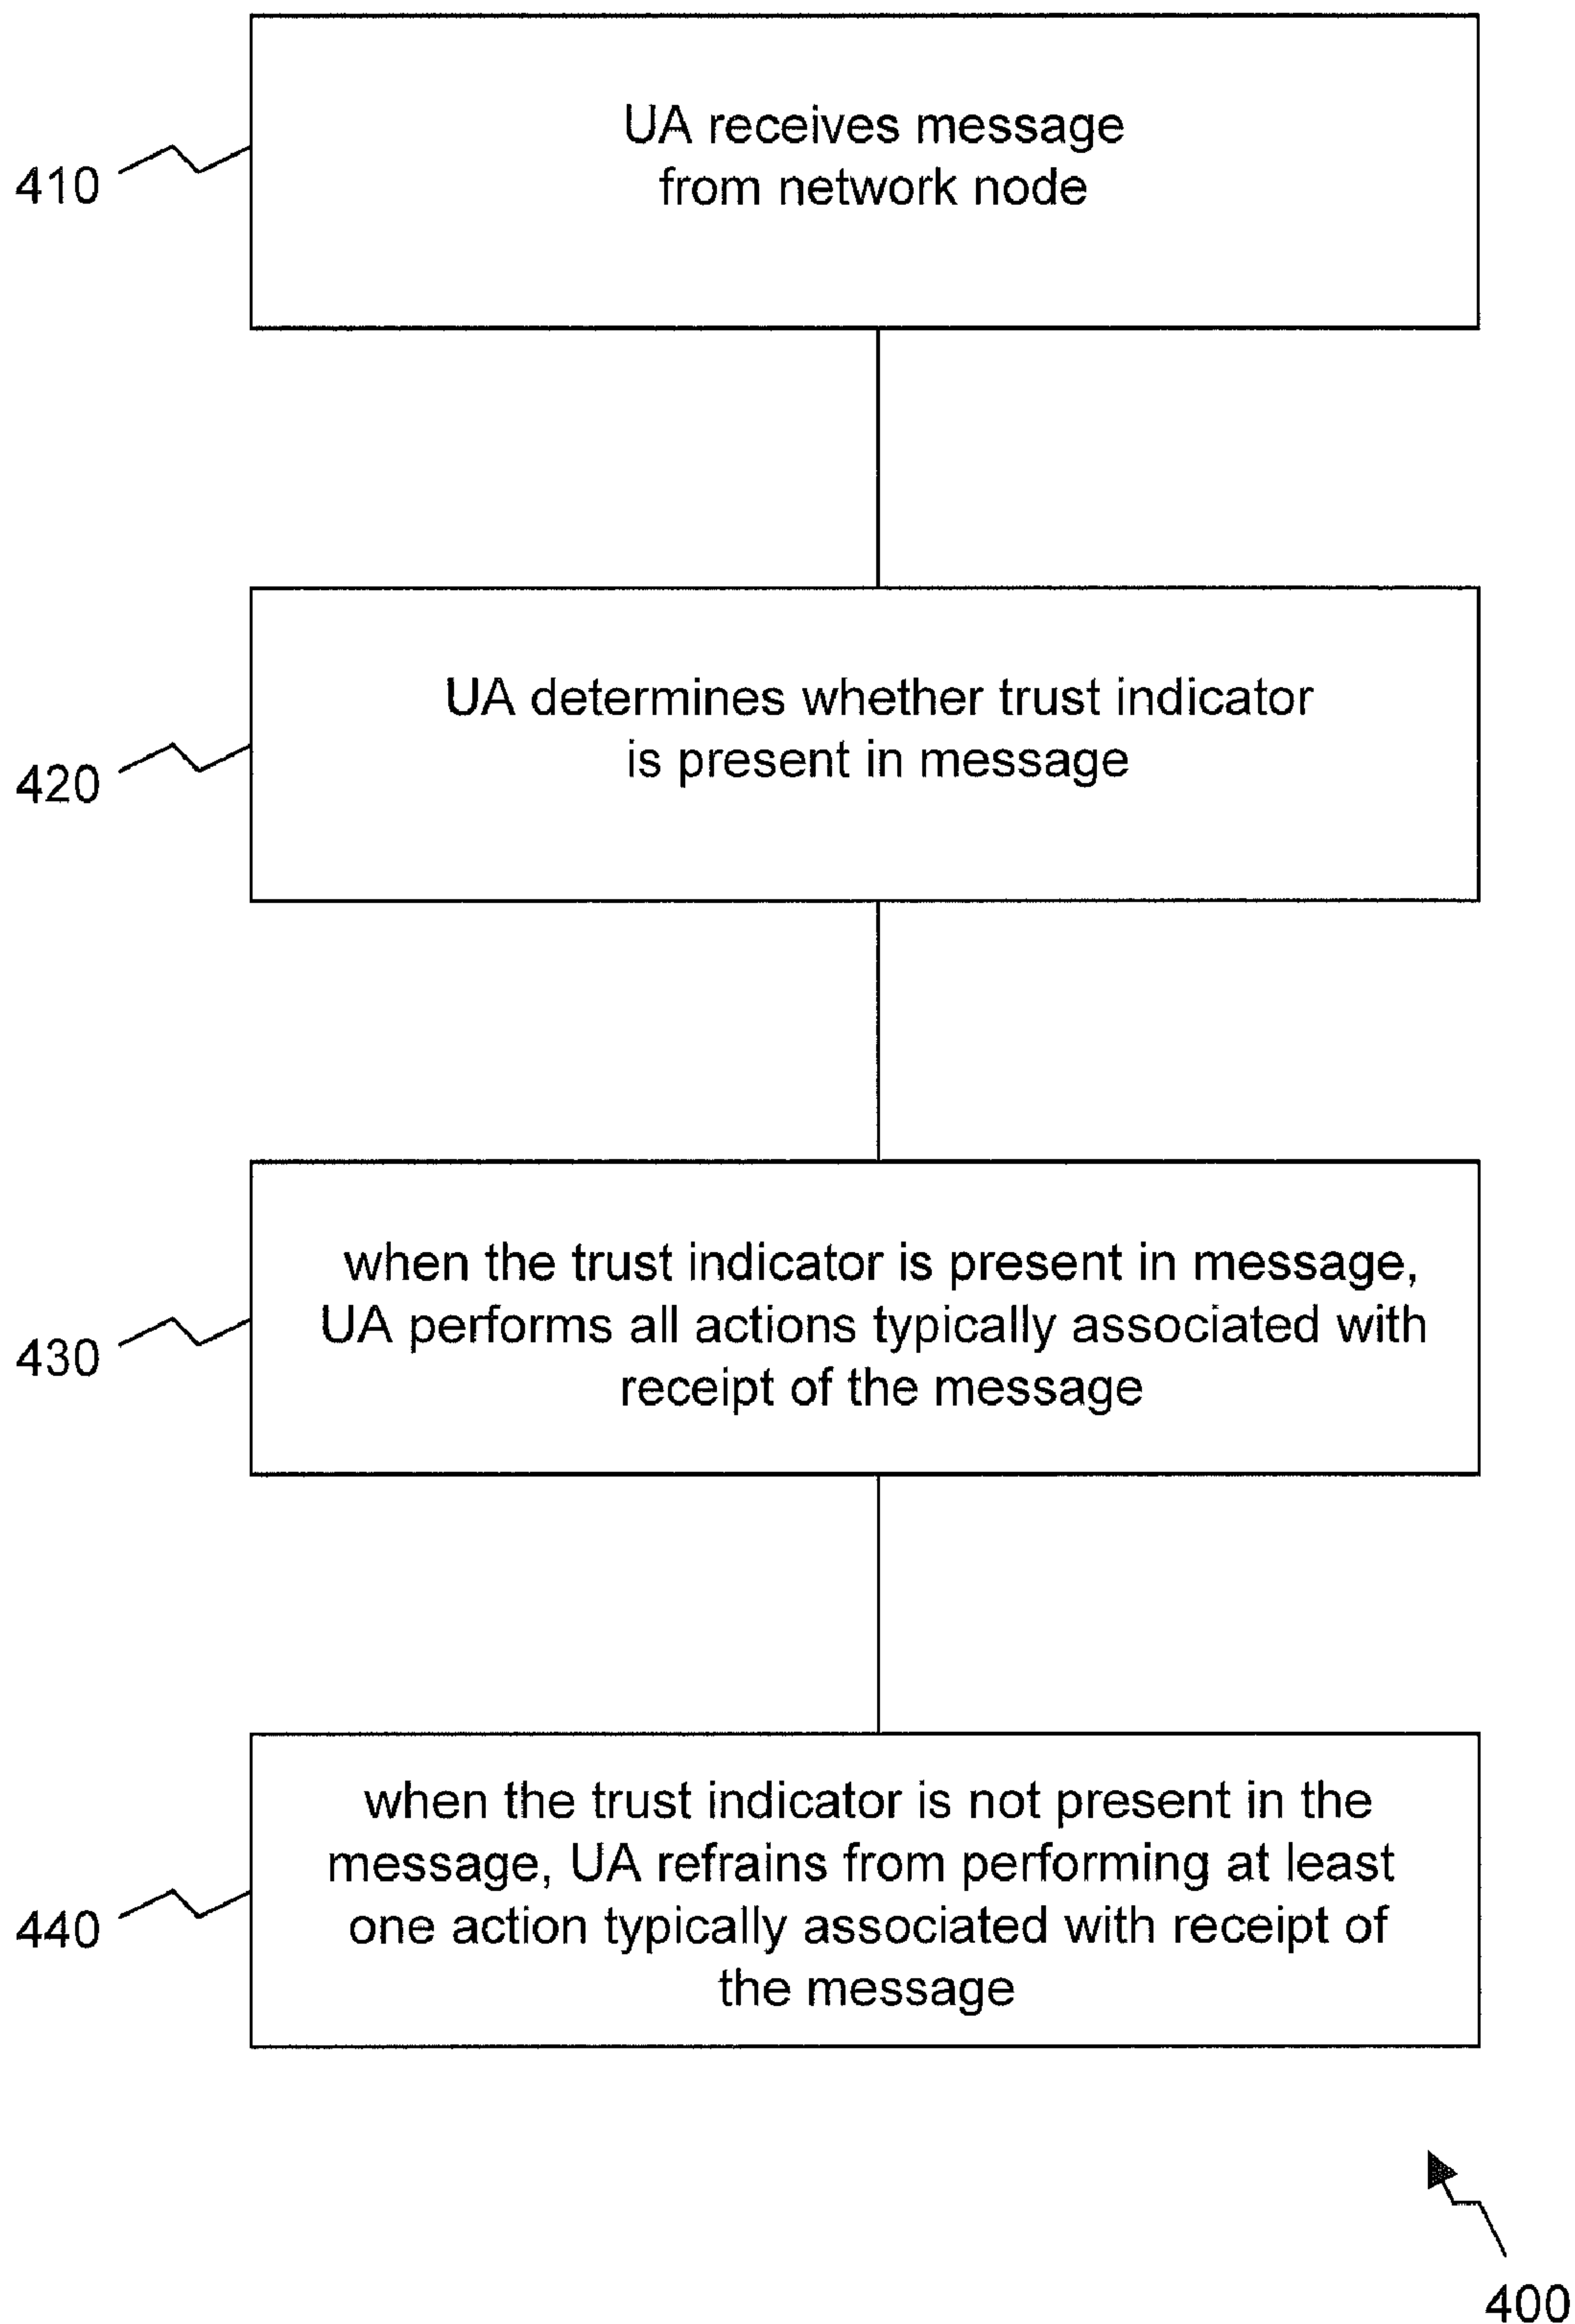 UA receives message
from network node
410
UA determines whether trust indicator
is present in message
420
when the trust indicator is present in message,
UA performs all actions typically associated with
receipt of the message
430
when the trust indicator is not present in the
message, UA refrains from performing at least
one action typically associated with receipt of
the message
440
400